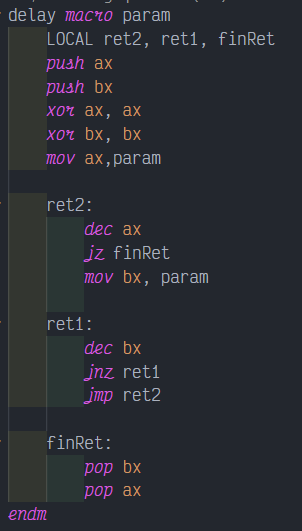 delay macro param
LOCAL ret2, ret1, finRet
push ax
push bx
xor ax, ax
xor bx, bx
mov ax,param
ret2:
dec ax
jz finRet
mov bx, param
ret1:
dec bx
jnz ret1
jmp ret2
finRet:
pop bx
pop ax
endm